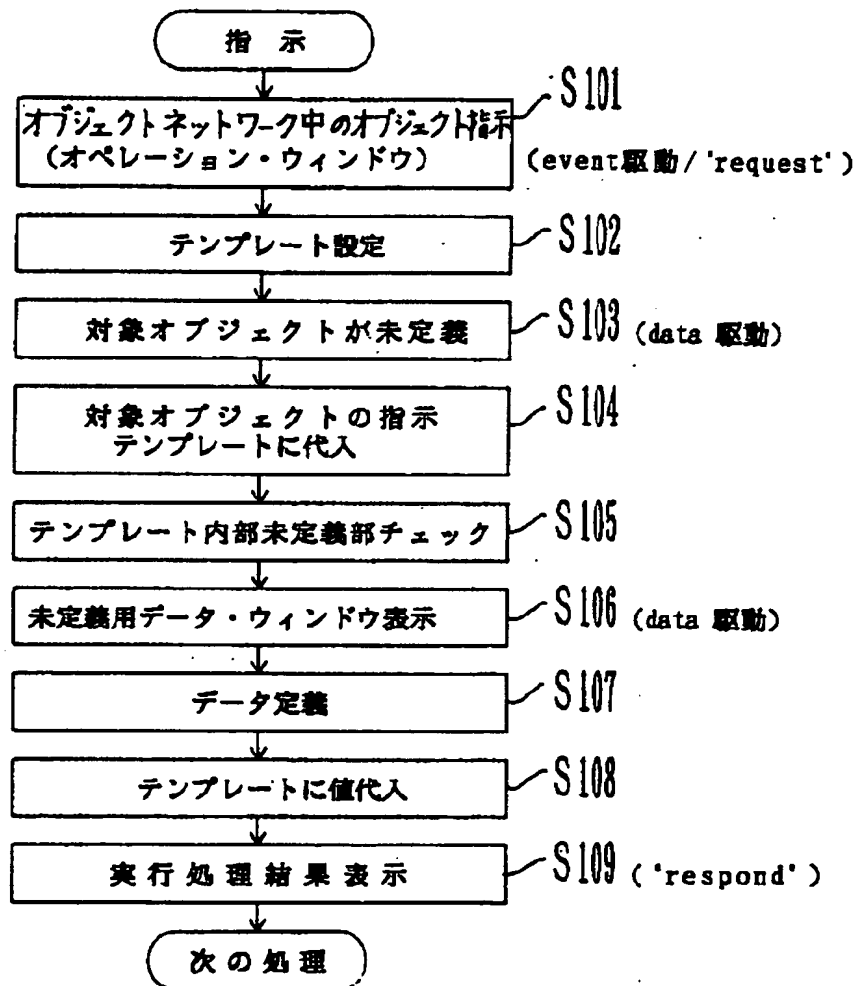 指 示
オブジェクトネットワーク中のオブジェクト指示 S101
(オペレーション・ウィンドウ) (event駆動/'request')
テンプレート設定 S102
対象オブジェクトが未定義 S103 (data 駆動)
対象オブジェクトの指示 S104
テンプレートに代入
テンプレート内部未定義部チェック S105
未定義用データ・ウィンドウ表示 S106 (data 駆動)
データ定義 S107
テンプレートに値代入 S108
実行処理結果表示 S109 ('respond')
次の処理